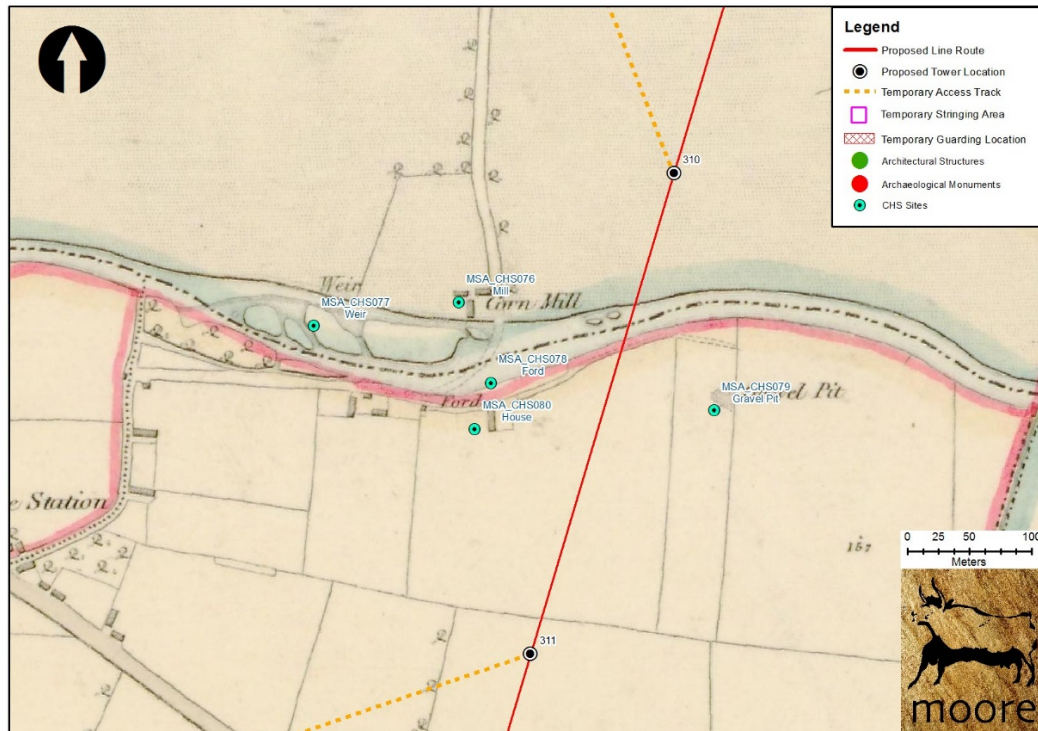 Legend
Proposed Line Route
Proposed Tower Location
Temporary Access Track
Temporary Stringing Area
Temporary Guarding Location
Architectural Structures
Archaeological Monuments
CHS Sites
310
MSA_CHS076
Mill
Weir
Corn Mill
MSA_CHS077
Weir
MSA_CHS078
Ford
MSA_CHS079
Gravel Pit
Pit
Ford
MSA_CHS080
House
e Station
157
0 25 50 100
Meters
311
moore